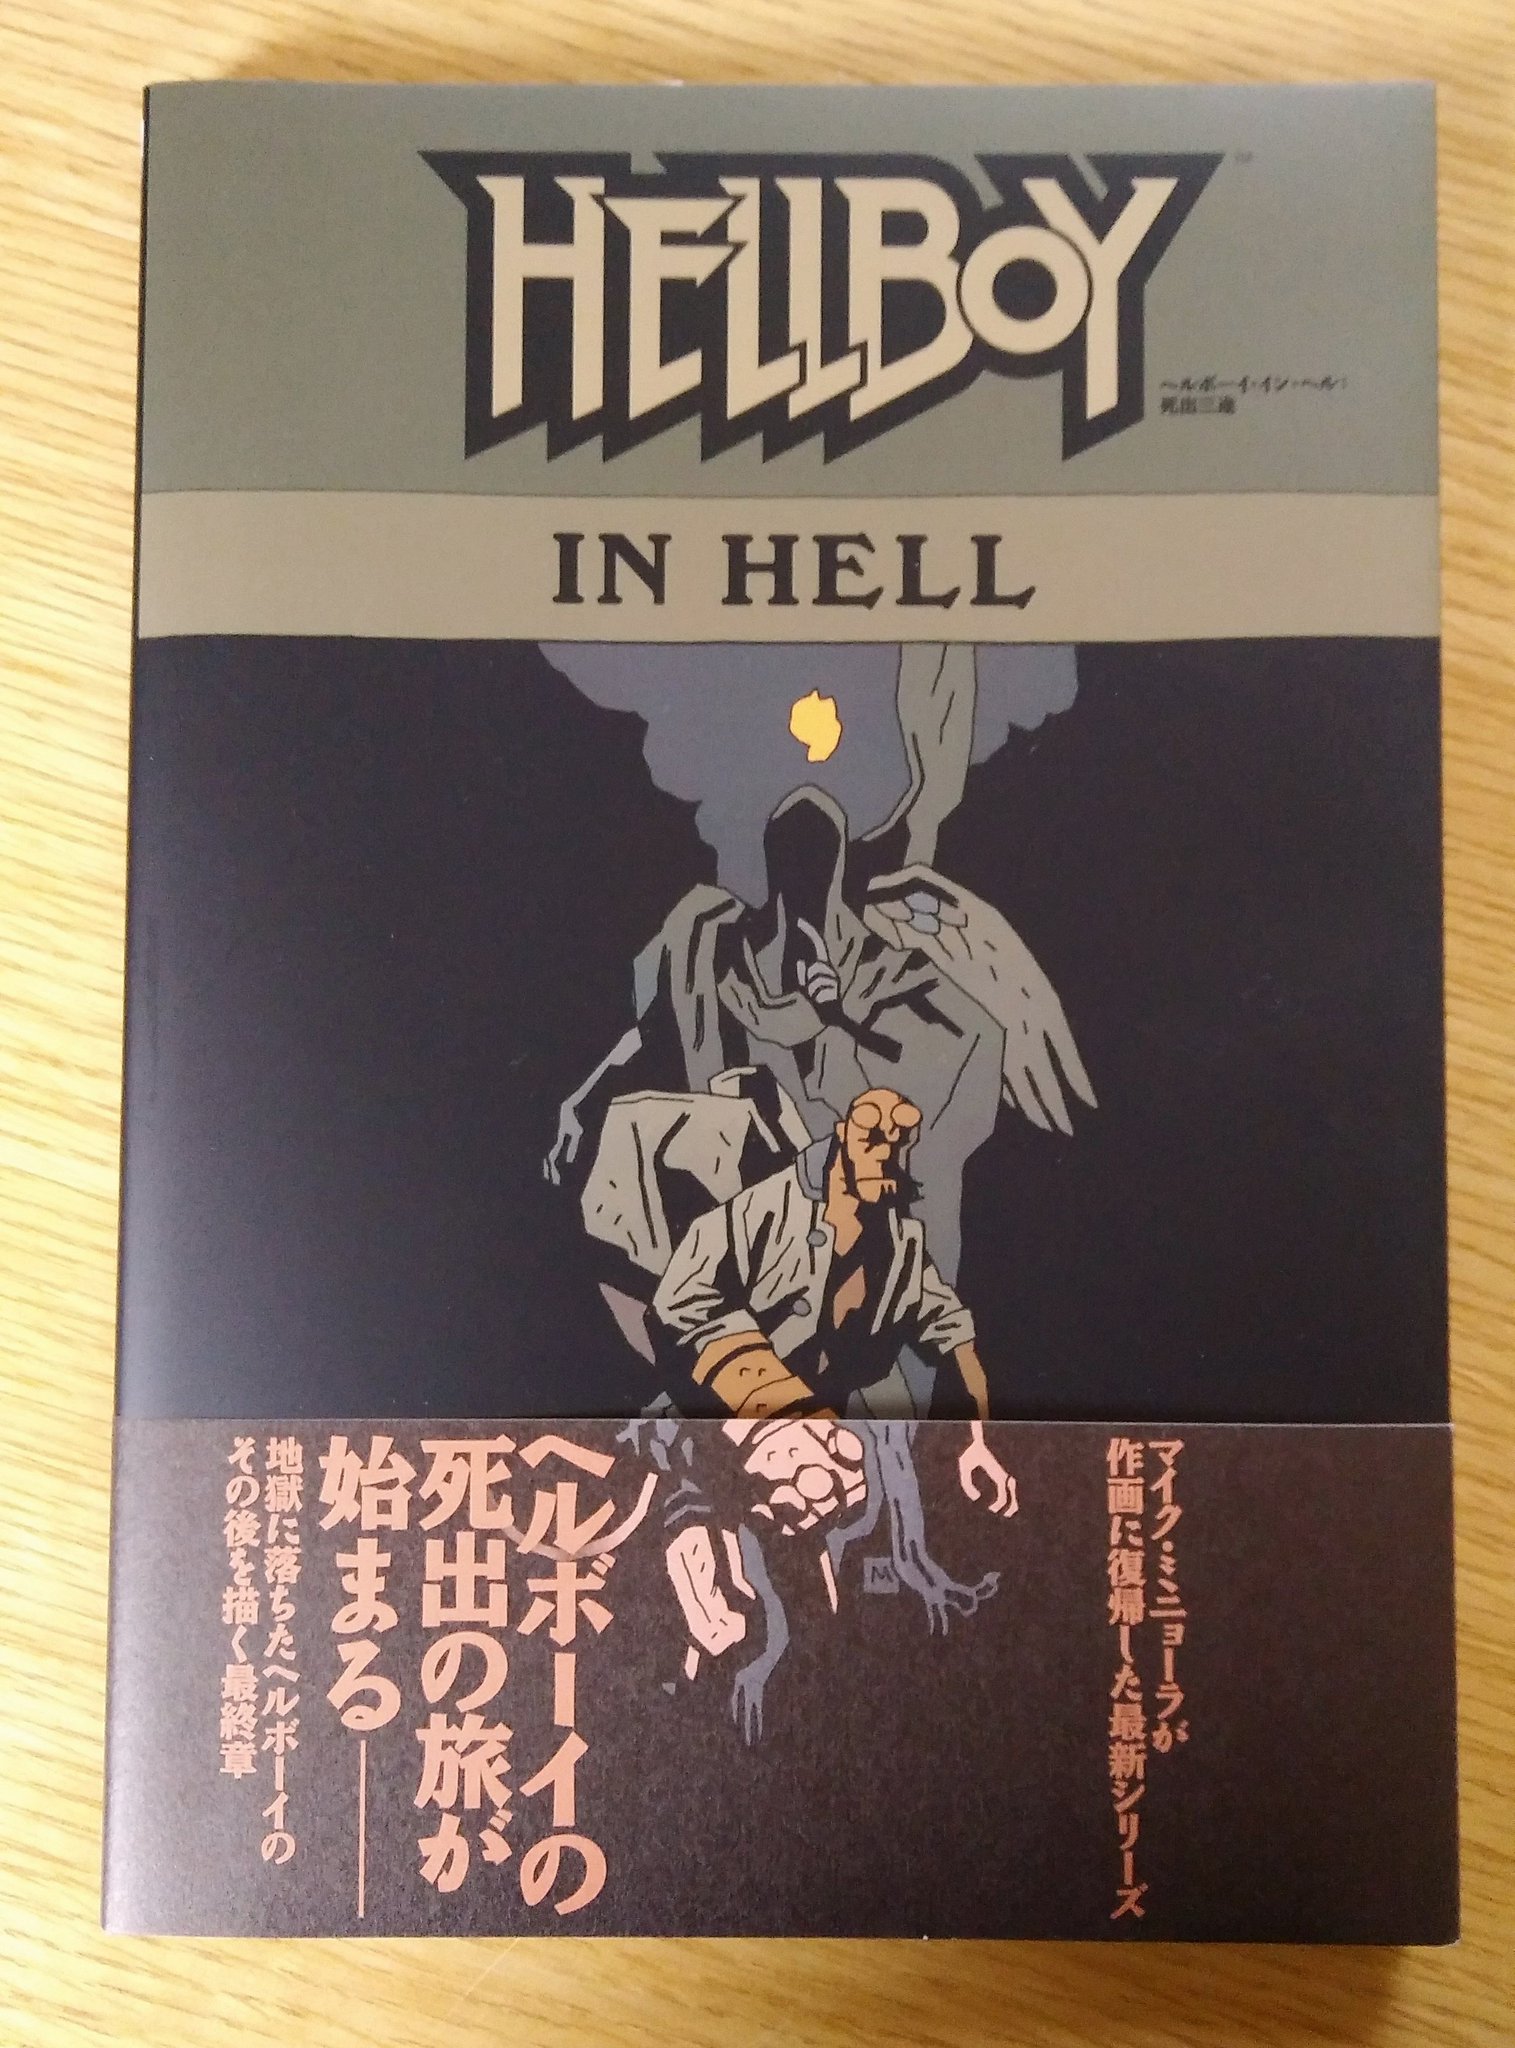 HELLBOY
TM
ヘルボーイ・イン・ヘル:
死出三途
IN HELL
マイク・ミニョーラが
作画に復帰した最新シリーズ
ヘルボーイの
死出の旅が
始まる――
地獄に落ちたヘルボーイの
その後を描く最終章
M